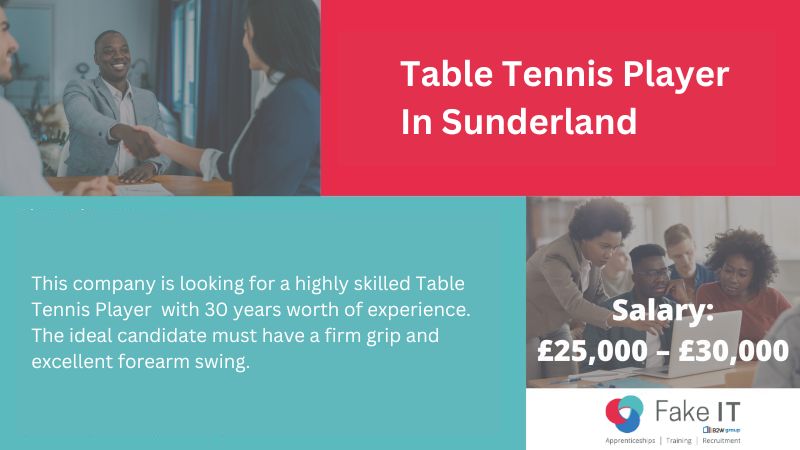 Table Tennis Player
In Sunderland
This company is looking for a highly skilled Table
Tennis Player with 30 years worth of experience.
The ideal candidate must have a firm grip and
excellent forearm swing.
Salary:
£25,000 – £30,000
Fake IT
B2W group
Apprenticeships | Training | Recruitment